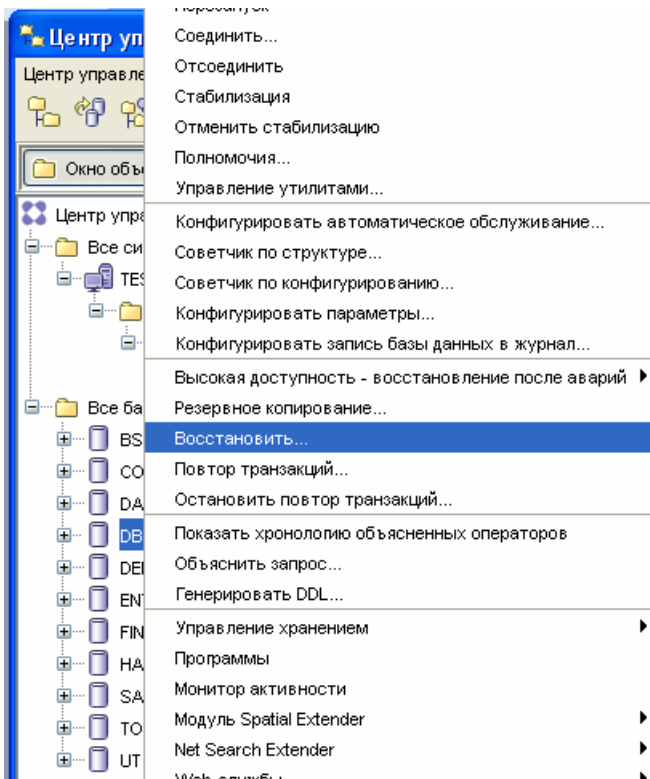 Центр уп
Центр управле
Окно объ
Центр упра
Все си
TES
Все ба
BS
CO
DA
DB
DE
ENT
FIN
HA
SA
TO
UT
Соединить...
Отсоединить
Стабилизация
Отменить стабилизацию
Полномочия...
Управление утилитами...
Конфигурировать автоматическое обслуживание...
Советчик по структуре...
Советчик по конфигурированию...
Конфигурировать параметры...
Конфигурировать запись базы данных в журнал...
Высокая доступность - восстановление после аварий
Резервное копирование...
Восстановить...
Повтор транзакций...
Остановить повтор транзакций...
Показать хронологию объясненных операторов
Объяснить запрос...
Генерировать DDL...
Управление хранением
Программы
Монитор активности
Модуль Spatial Extender
Net Search Extender
Web-службы